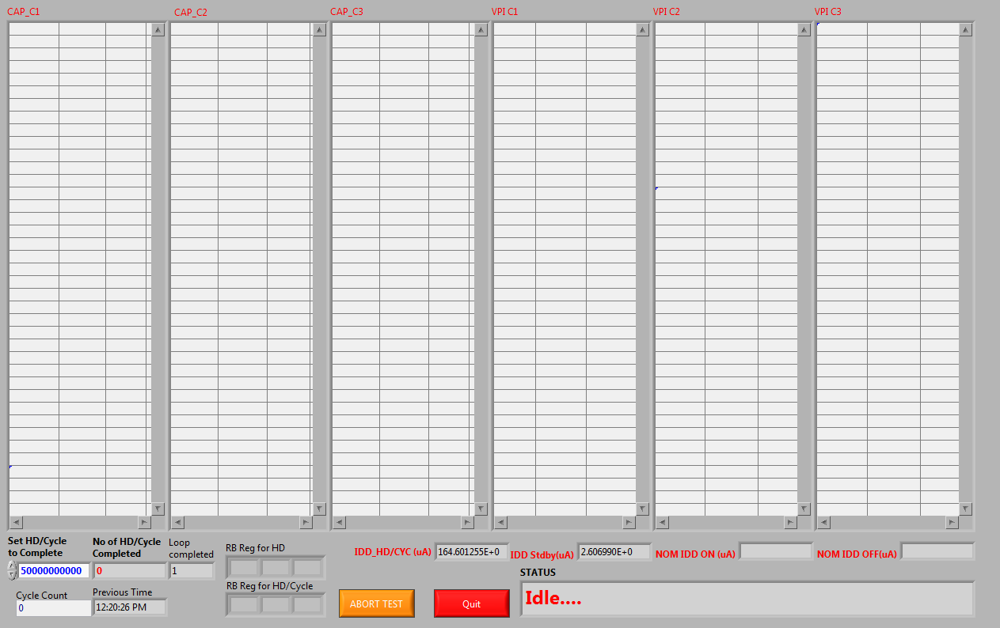 CAP_C1
CAP_C2
CAP_C3
VPI C1
VPI C2
VPI C3
Set HD/Cycle
to Complete
50000000000
No of HD/Cycle
Completed
0
Loop
completed
1
RB Reg for HD
IDD_HD/CYC (uA)
164.601255E+0
IDD Stdby(uA)
2.606990E+0
NOM IDD ON (uA)
NOM IDD OFF(uA)
Cycle Count
0
Previous Time
12:20:26 PM
RB Reg for HD/Cycle
ABORT TEST
Quit
STATUS
Idle....